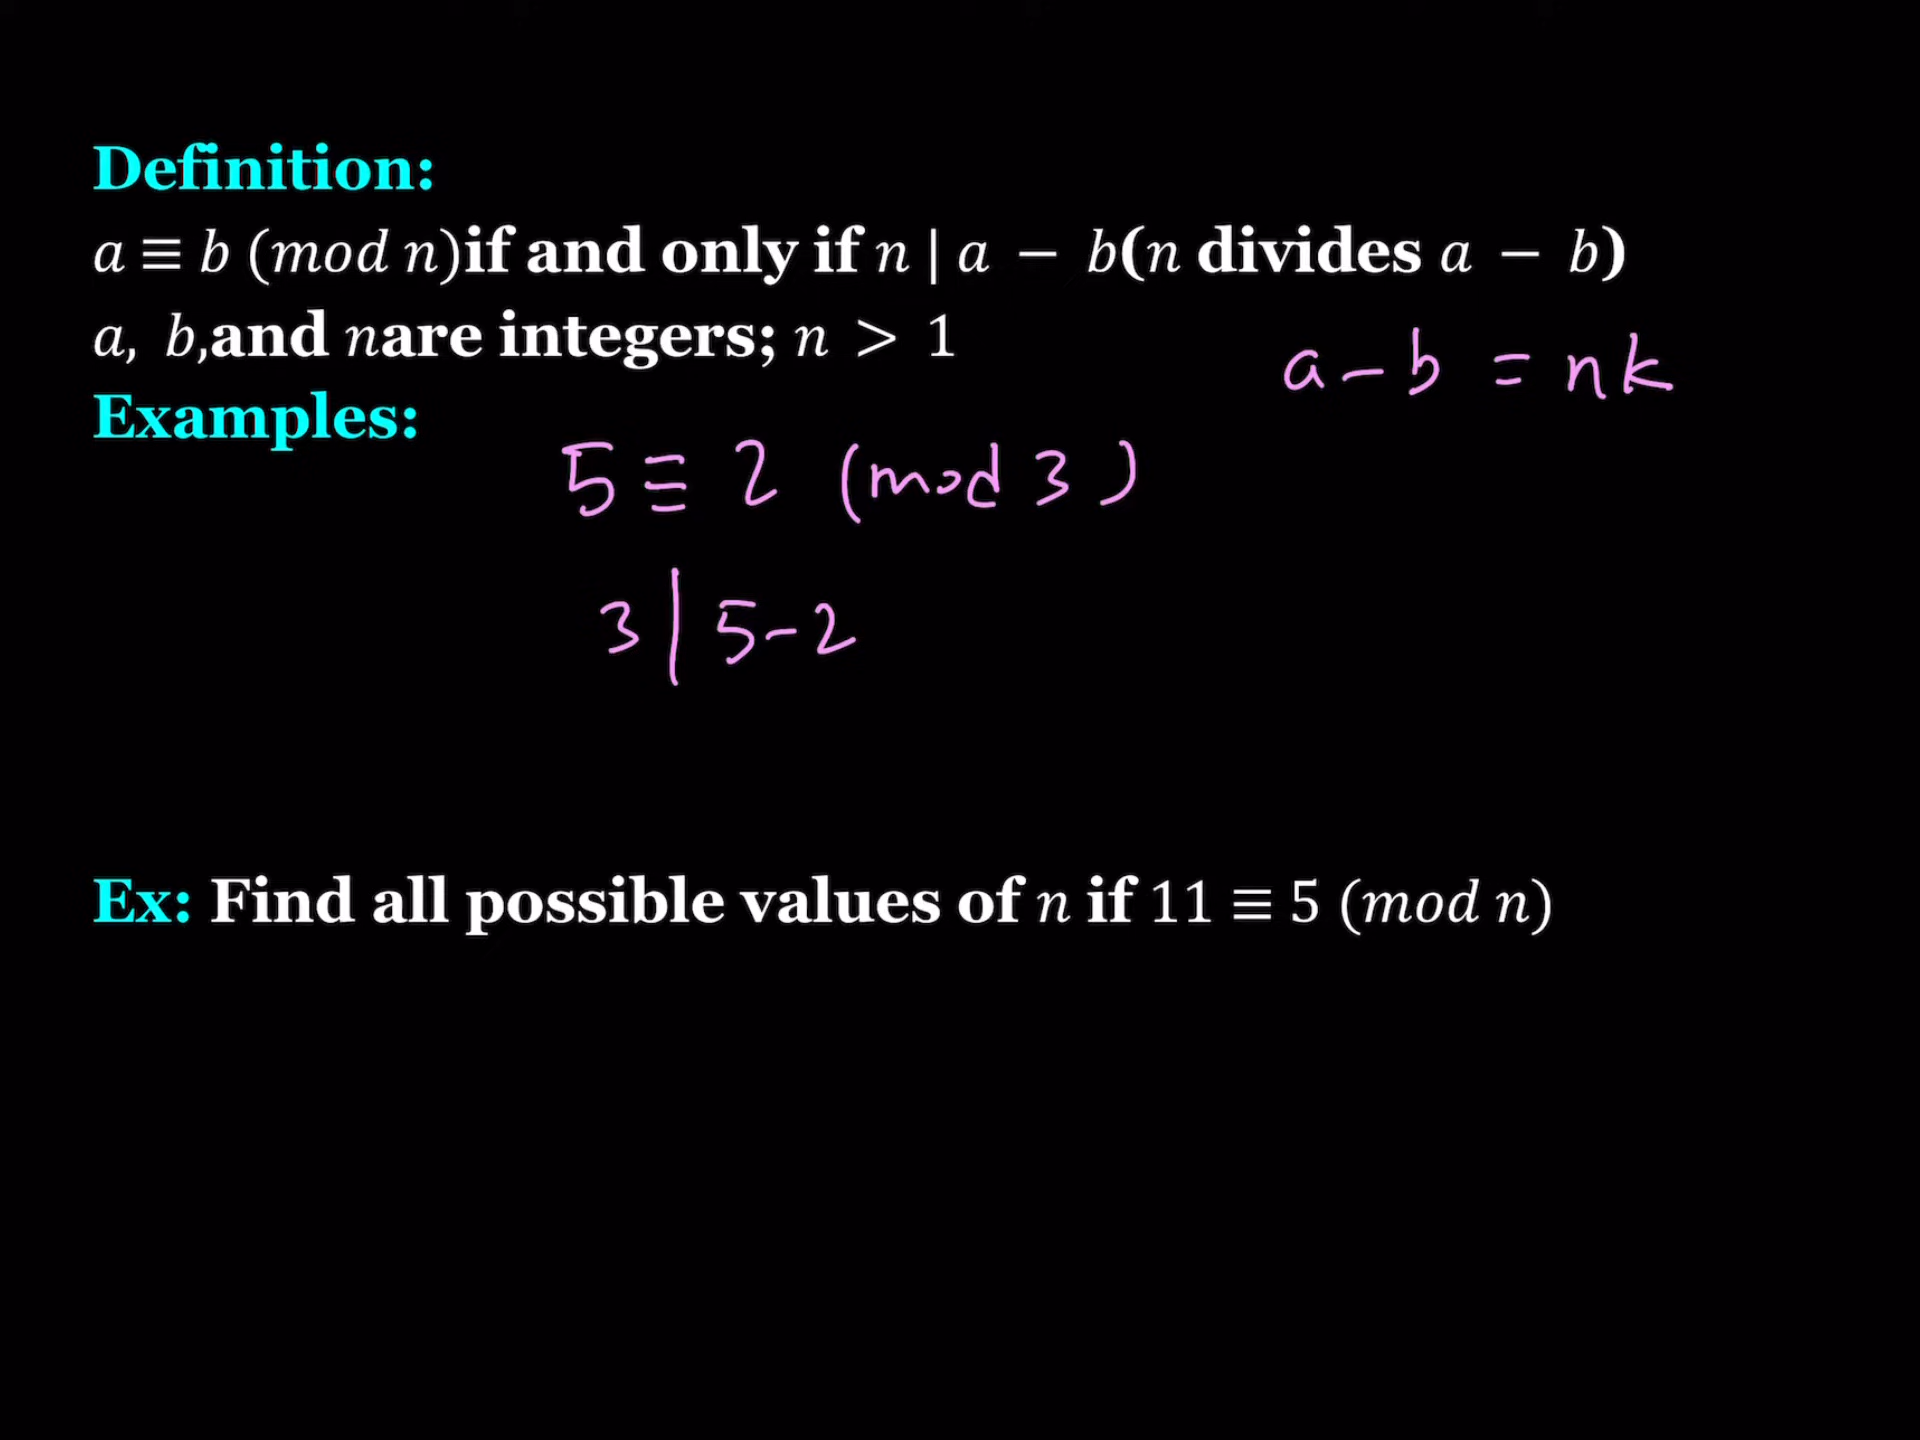 Definition:
a ≡ b (mod n)if and only if n | a − b(n divides a − b)
a, b,and nare integers; n > 1
a - b = nk
Examples:
5 ≡ 2 (mod 3)
3 | 5-2
Ex: Find all possible values of n if 11 ≡ 5 (mod n)